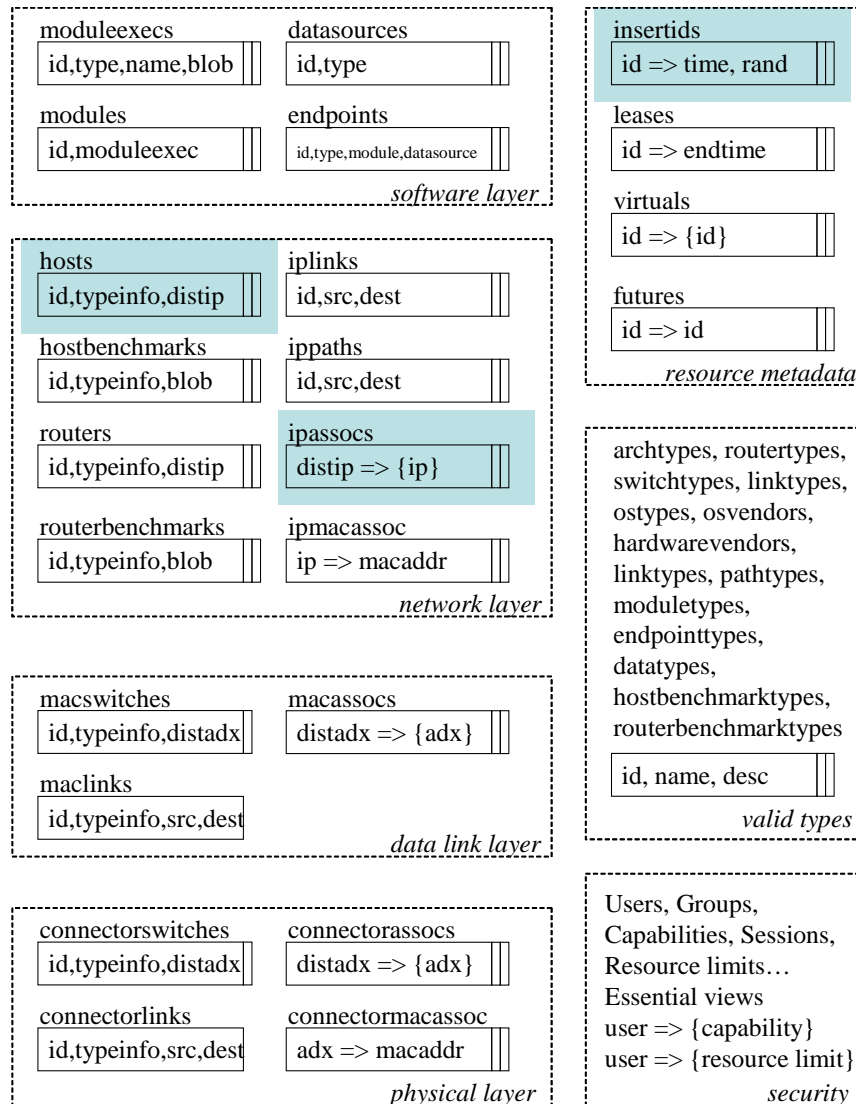 moduleexecs
id,type,name,blob
modules
id,moduleexec
datasources
id,type
endpoints
id,type,module,datasource
software layer
hosts
id,typeinfo,distip
hostbenchmarks
id,typeinfo,blob
routers
id,typeinfo,distip
routerbenchmarks
id,typeinfo,blob
iplinks
id,src,dest
ippaths
id,src,dest
ipassocs
distip => {ip}
ipmacassoc
ip => macaddr
network layer
macswitches
id,typeinfo,distadx
maclinks
id,typeinfo,src,dest
macassocs
distadx => {adx}
data link layer
connectorswitches
id,typeinfo,distadx
connectorlinks
id,typeinfo,src,dest
connectorassocs
distadx => {adx}
connectormacassoc
adx => macaddr
physical layer
insertids
id => time, rand
leases
id => endtime
virtuals
id => {id}
futures
id => id
resource metadata
archtypes, routertypes,
switchtypes, linktypes,
ostypes, osvendors,
hardwarevendors,
linktypes, pathtypes,
moduletypes,
endpointtypes,
datatypes,
hostbenchmarktypes,
routerbenchmarktypes
id, name, desc
valid types
Users, Groups,
Capabilities, Sessions,
Resource limits…
Essential views
user => {capability}
user => {resource limit}
security